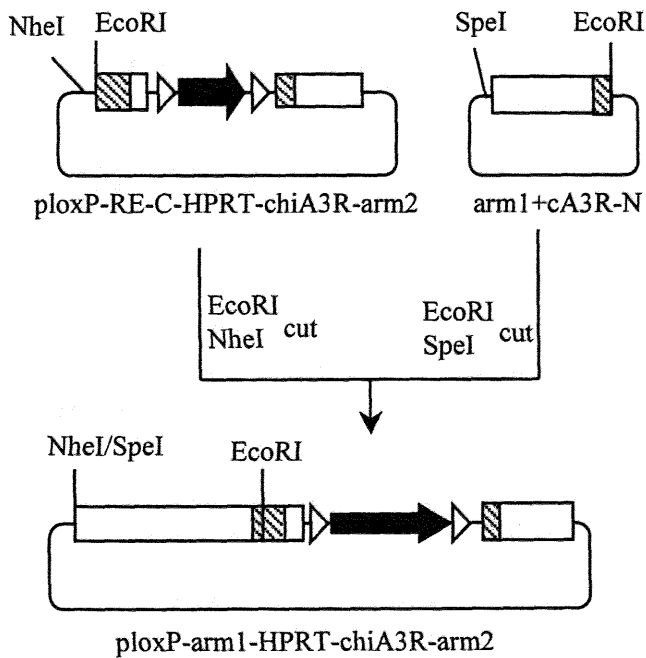 NheI EcoRI
SpeI EcoRI
ploxP-RE-C-HPRT-chiA3R-arm2
arm1+cA3R-N
EcoRI
NheI cut
EcoRI
SpeI cut
NheI/SpeI
EcoRI
ploxP-arm1-HPRT-chiA3R-arm2